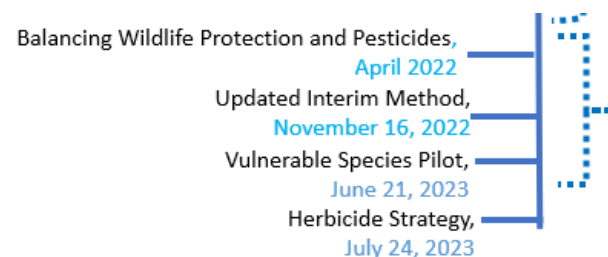 Balancing Wildlife Protection and Pesticides,
April 2022
Updated Interim Method,
November 16, 2022
Vulnerable Species Pilot,
June 21, 2023
Herbicide Strategy,
July 24, 2023